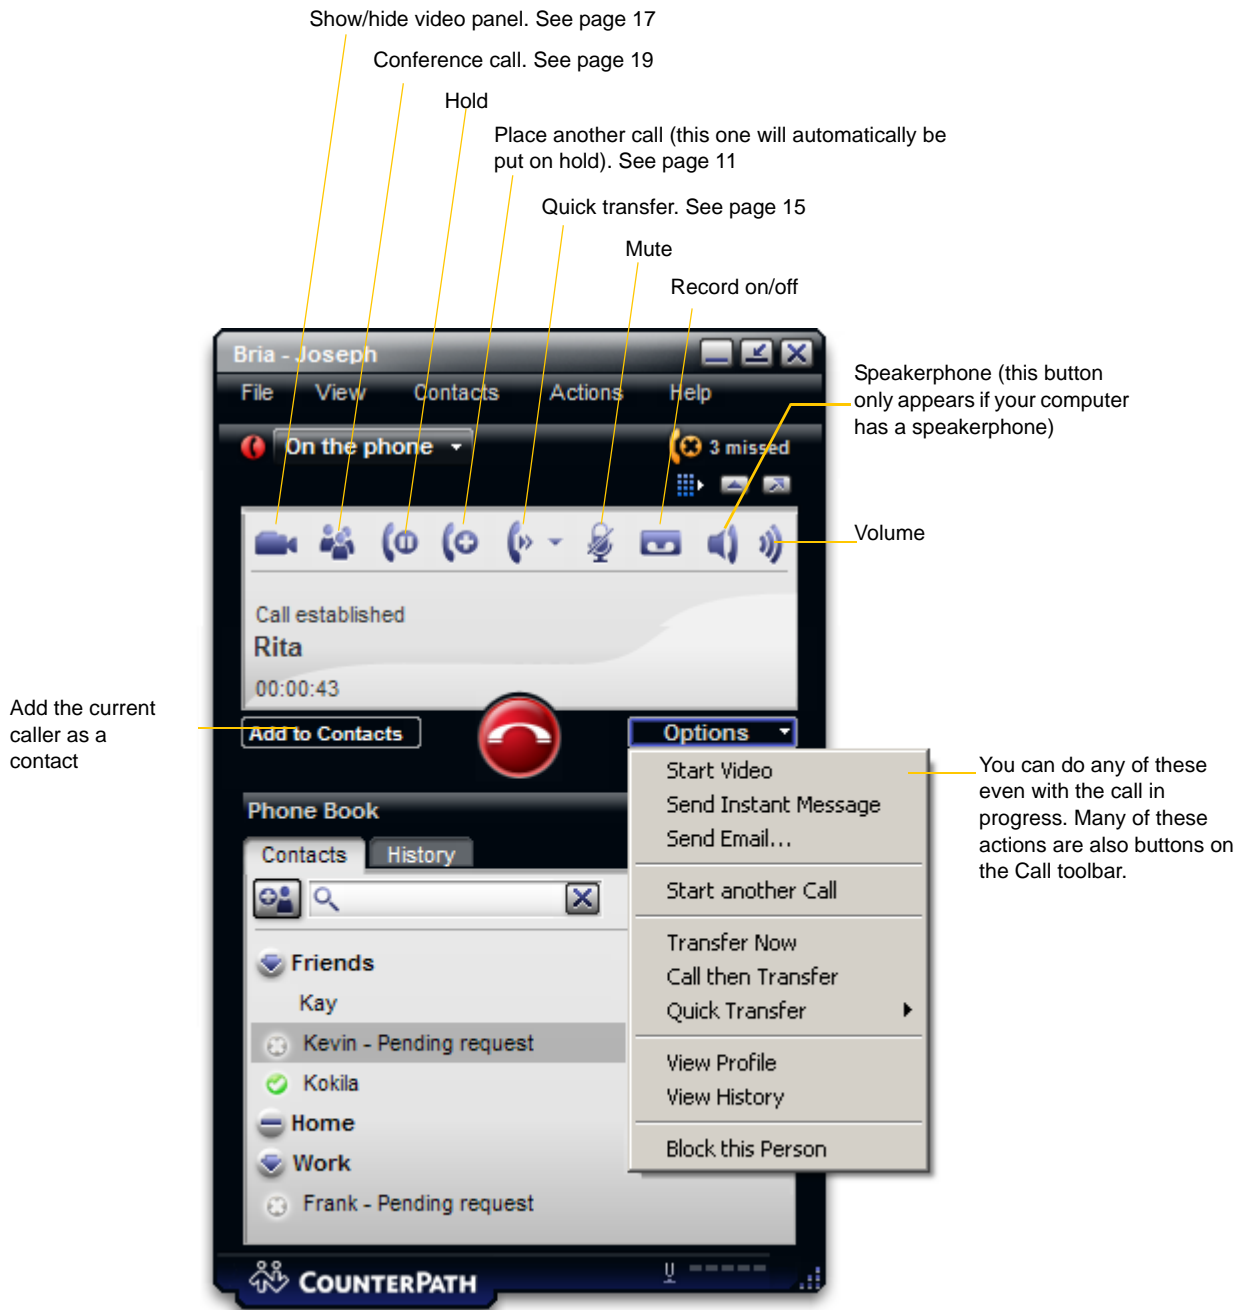 Show/hide video panel. See page 17
Conference call. See page 19
Hold
Place another call (this one will automatically be
put on hold). See page 11
Quick transfer. See page 15
Mute
Record on/off
Bria - Joseph
File View Contacts Actions Help
On the phone
3 missed
Speakerphone (this button
only appears if your computer
has a speakerphone)
Volume
Call established
Rita
00:00:43
Add the current
caller as a
contact
Add to Contacts
Options
Start Video
Send Instant Message
Send Email...
Start another Call
Transfer Now
Call then Transfer
Quick Transfer
View Profile
View History
Block this Person
You can do any of these
even with the call in
progress. Many of these
actions are also buttons on
the Call toolbar.
Phone Book
Contacts History
Friends
Kay
Kevin - Pending request
Kokila
Home
Work
Frank - Pending request
COUNTERPATH